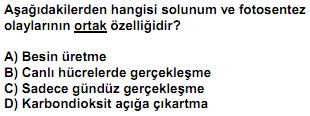 Aşağıdakilerden hangisi solunum ve fotosentez
olaylarının ortak özelliğidir?
A) Besin üretme
B) Canlı hücrelerde gerçekleşme
C) Sadece gündüz gerçekleşme
D) Karbondioksit açığa çıkartma